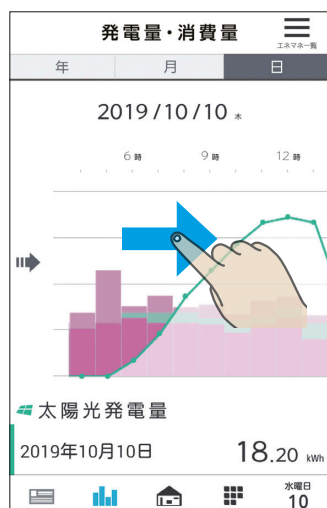 発電量・消費量
エネマネ一覧
年 月 日
2019/10/10 木
6時 9時 12時
太陽光発電量
2019年10月10日 18.20 kWh
水曜日
10